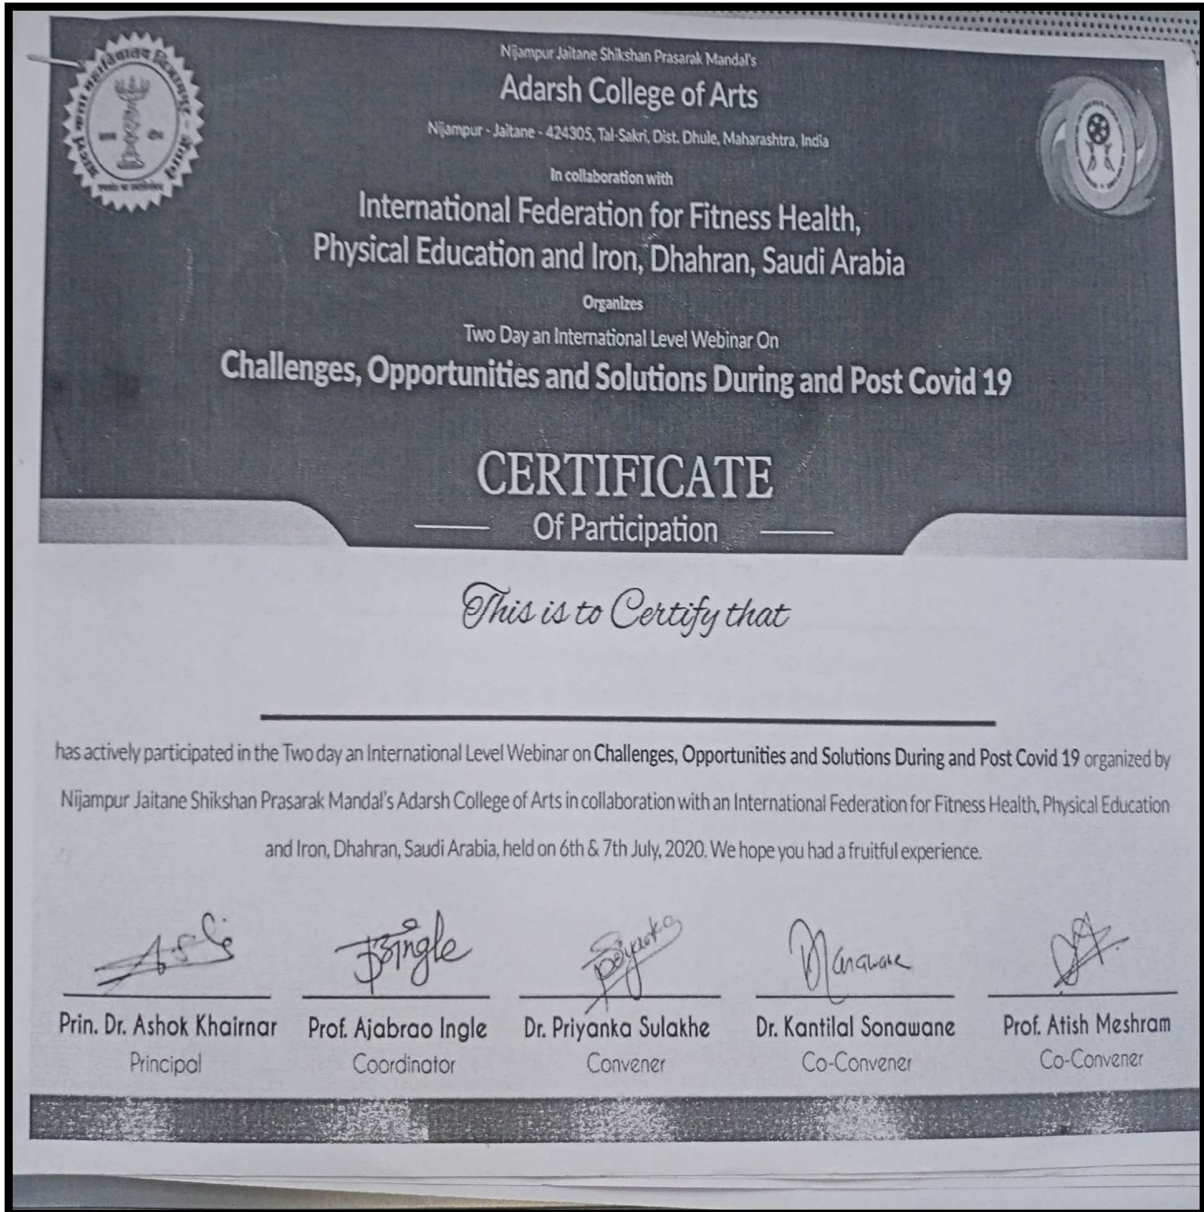 Nijampur Jaitane Shikshan Prasarak Mandal's
Adarsh College of Arts
Nijampur - Jaitane - 424305, Tal-Sakri, Dist. Dhule, Maharashtra, India
In collaboration with
International Federation for Fitness Health,
Physical Education and Iron, Dhahran, Saudi Arabia
Organizes
Two Day an International Level Webinar On
Challenges, Opportunities and Solutions During and Post Covid 19
CERTIFICATE
Of Participation
This is to Certify that
has actively participated in the Two day an International Level Webinar on Challenges, Opportunities and Solutions During and Post Covid 19 organized by
Nijampur Jaitane Shikshan Prasarak Mandal's Adarsh College of Arts in collaboration with an International Federation for Fitness Health, Physical Education
and Iron, Dhahran, Saudi Arabia, held on 6th & 7th July, 2020. We hope you had a fruitful experience.
Prin. Dr. Ashok Khairnar Prof. Ajabrao Ingle Dr. Priyanka Sulakhe Dr. Kantilal Sonawane Prof. Atish Meshram
Principal Coordinator Convener Co-Convener Co-Convener